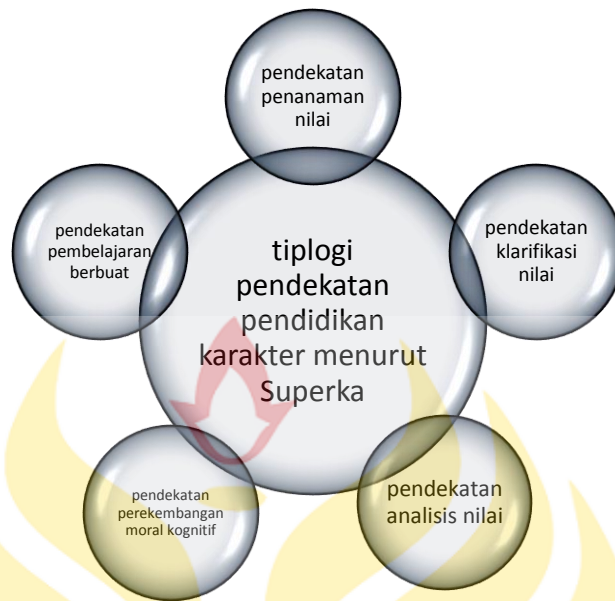 pendekatan
penanaman
nilai
pendekatan
klarifikasi
nilai
pendekatan
analisis nilai
pendekatan
perekembangan
moral kognitif
pendekatan
pembelajaran
berbuat
tiplogi
pendekatan
pendidikan
karakter menurut
Superka